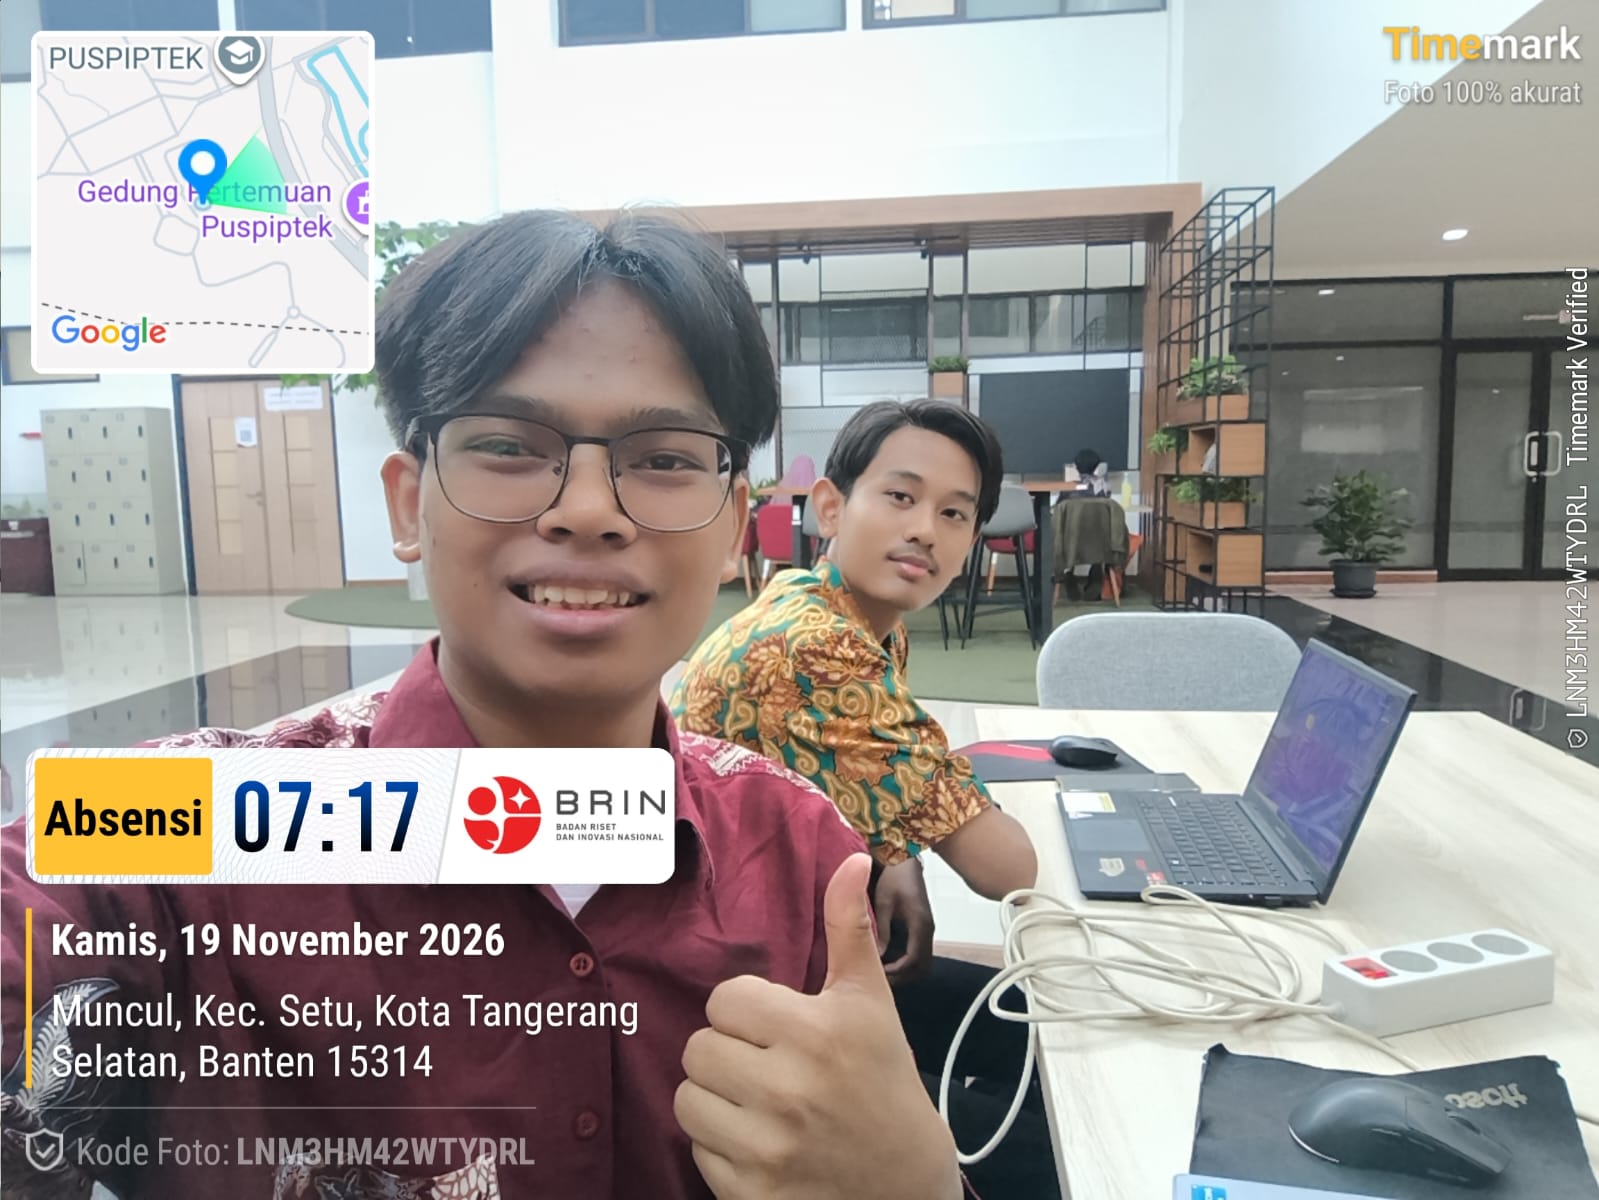 PUSPIPTEK
Gedung Pertemuan
Puspiptek
Google
Timemark
Foto 100% akurat
LNM3HM42WTYDRL Timemark Verified
Absensi
07:17
BRIN
BADAN RISET
DAN INOVASI NASIONAL
Kamis, 19 November 2026
Muncul, Kec. Setu, Kota Tangerang
Selatan, Banten 15314
Kode Foto: LNM3HM42WTYDRL